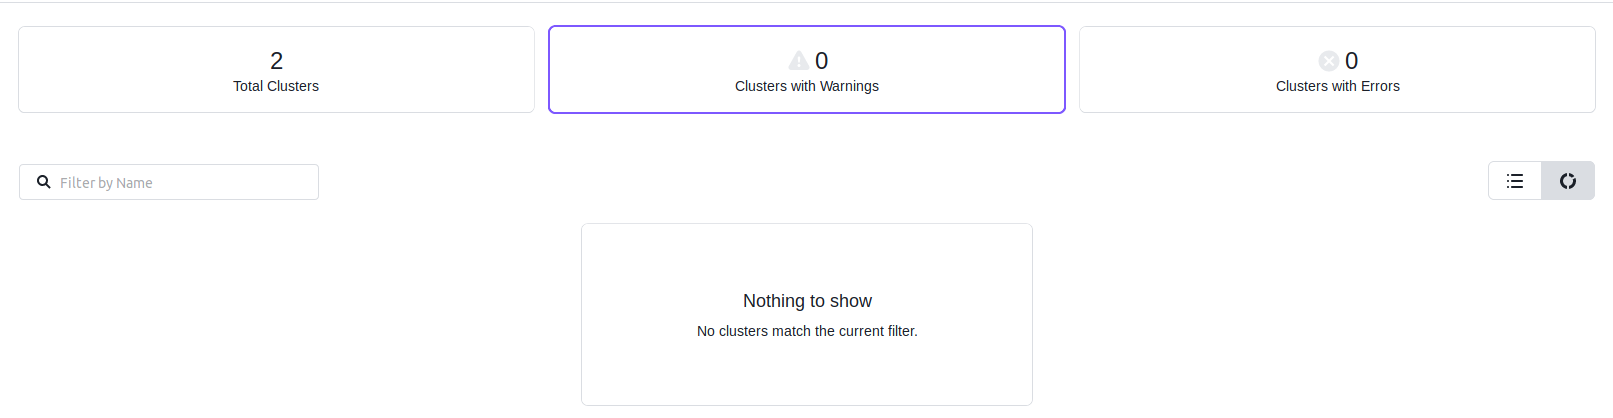 2
Total Clusters
0
Clusters with Warnings
0
Clusters with Errors
Filter by Name
Nothing to show
No clusters match the current filter.